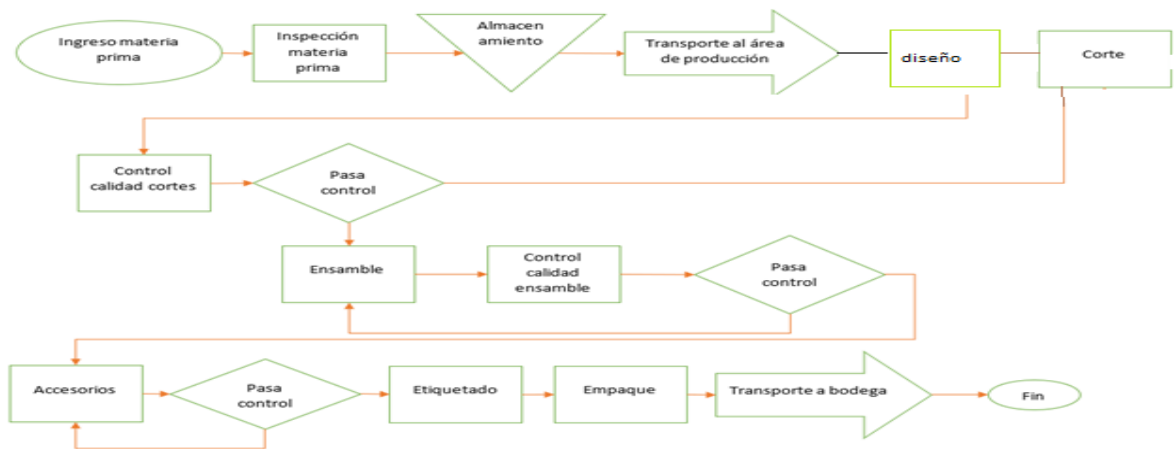 Ingreso materia
prima
Inspección
materia
prima
Almacen
amiento
Transporte al área
de producción
diseño
Corte
Control
calidad cortes
Pasa
control
Ensamble
Control
calidad
ensamble
Pasa
control
Accesorios
Pasa
control
Etiquetado
Empaque
Transporte a bodega
Fin